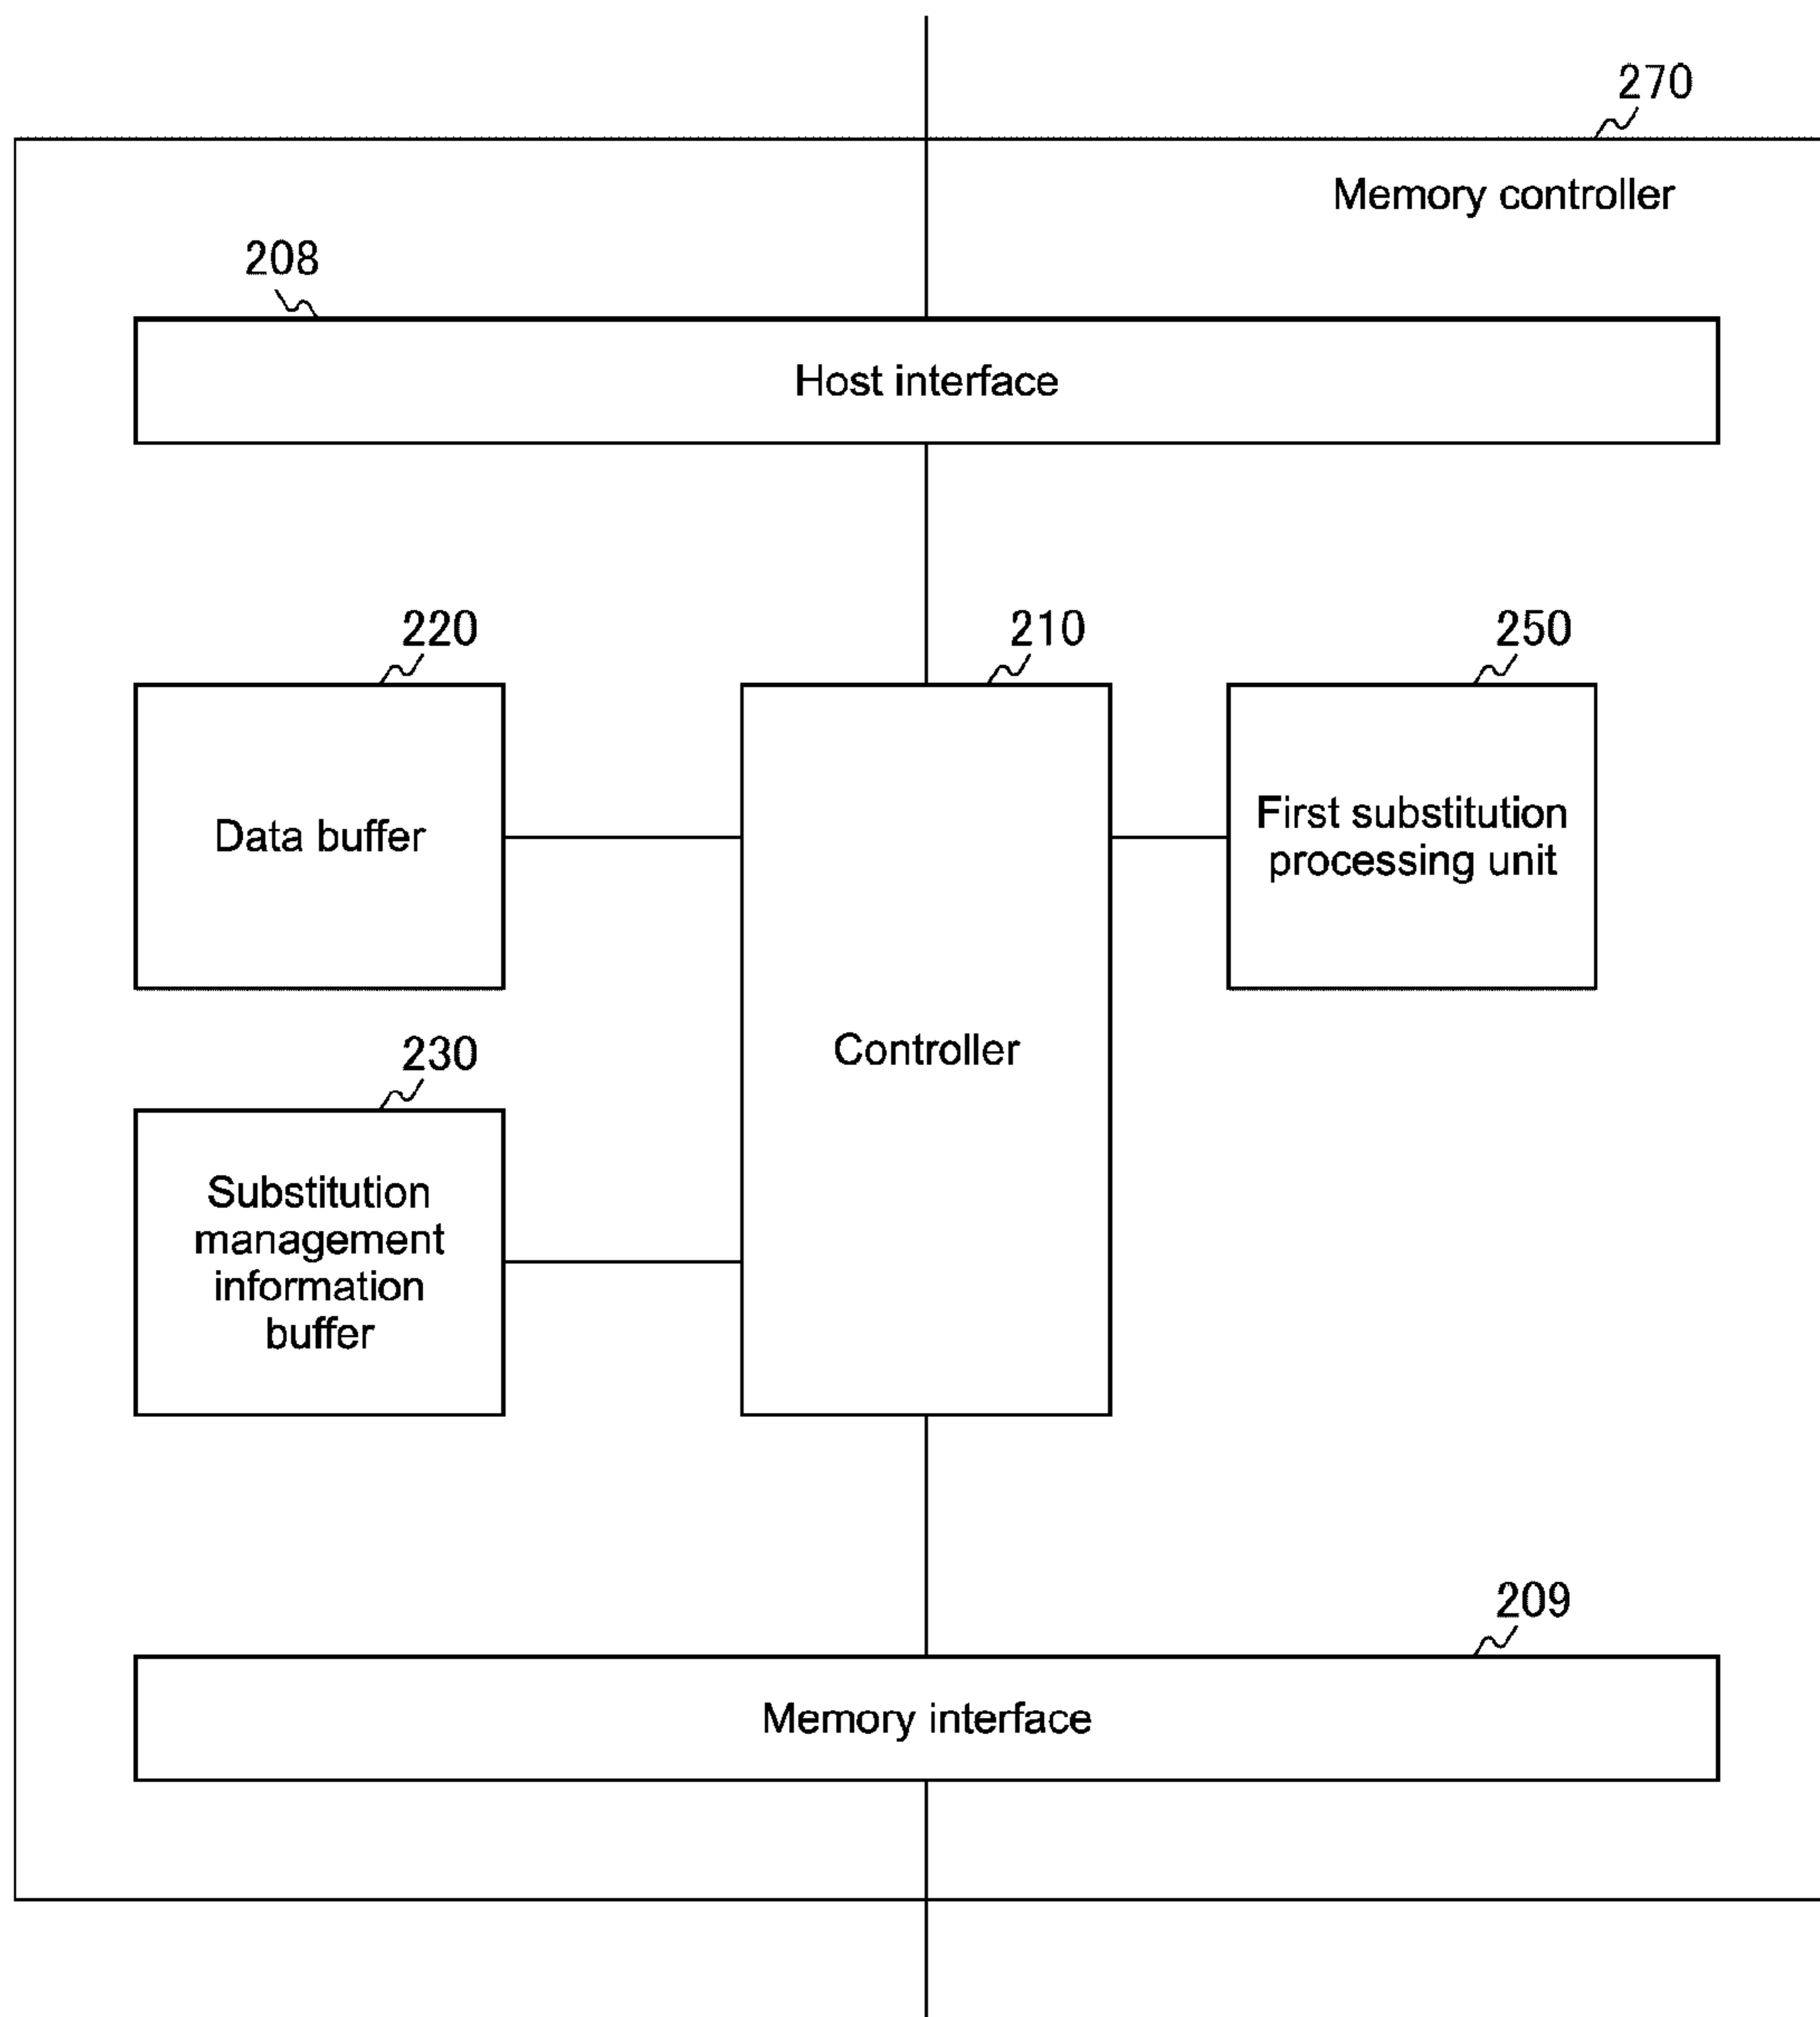 270
Memory controller
208
Host interface
220
210
250
Data buffer
First substitution
processing unit
Controller
230
Substitution
management
information
buffer
209
Memory interface